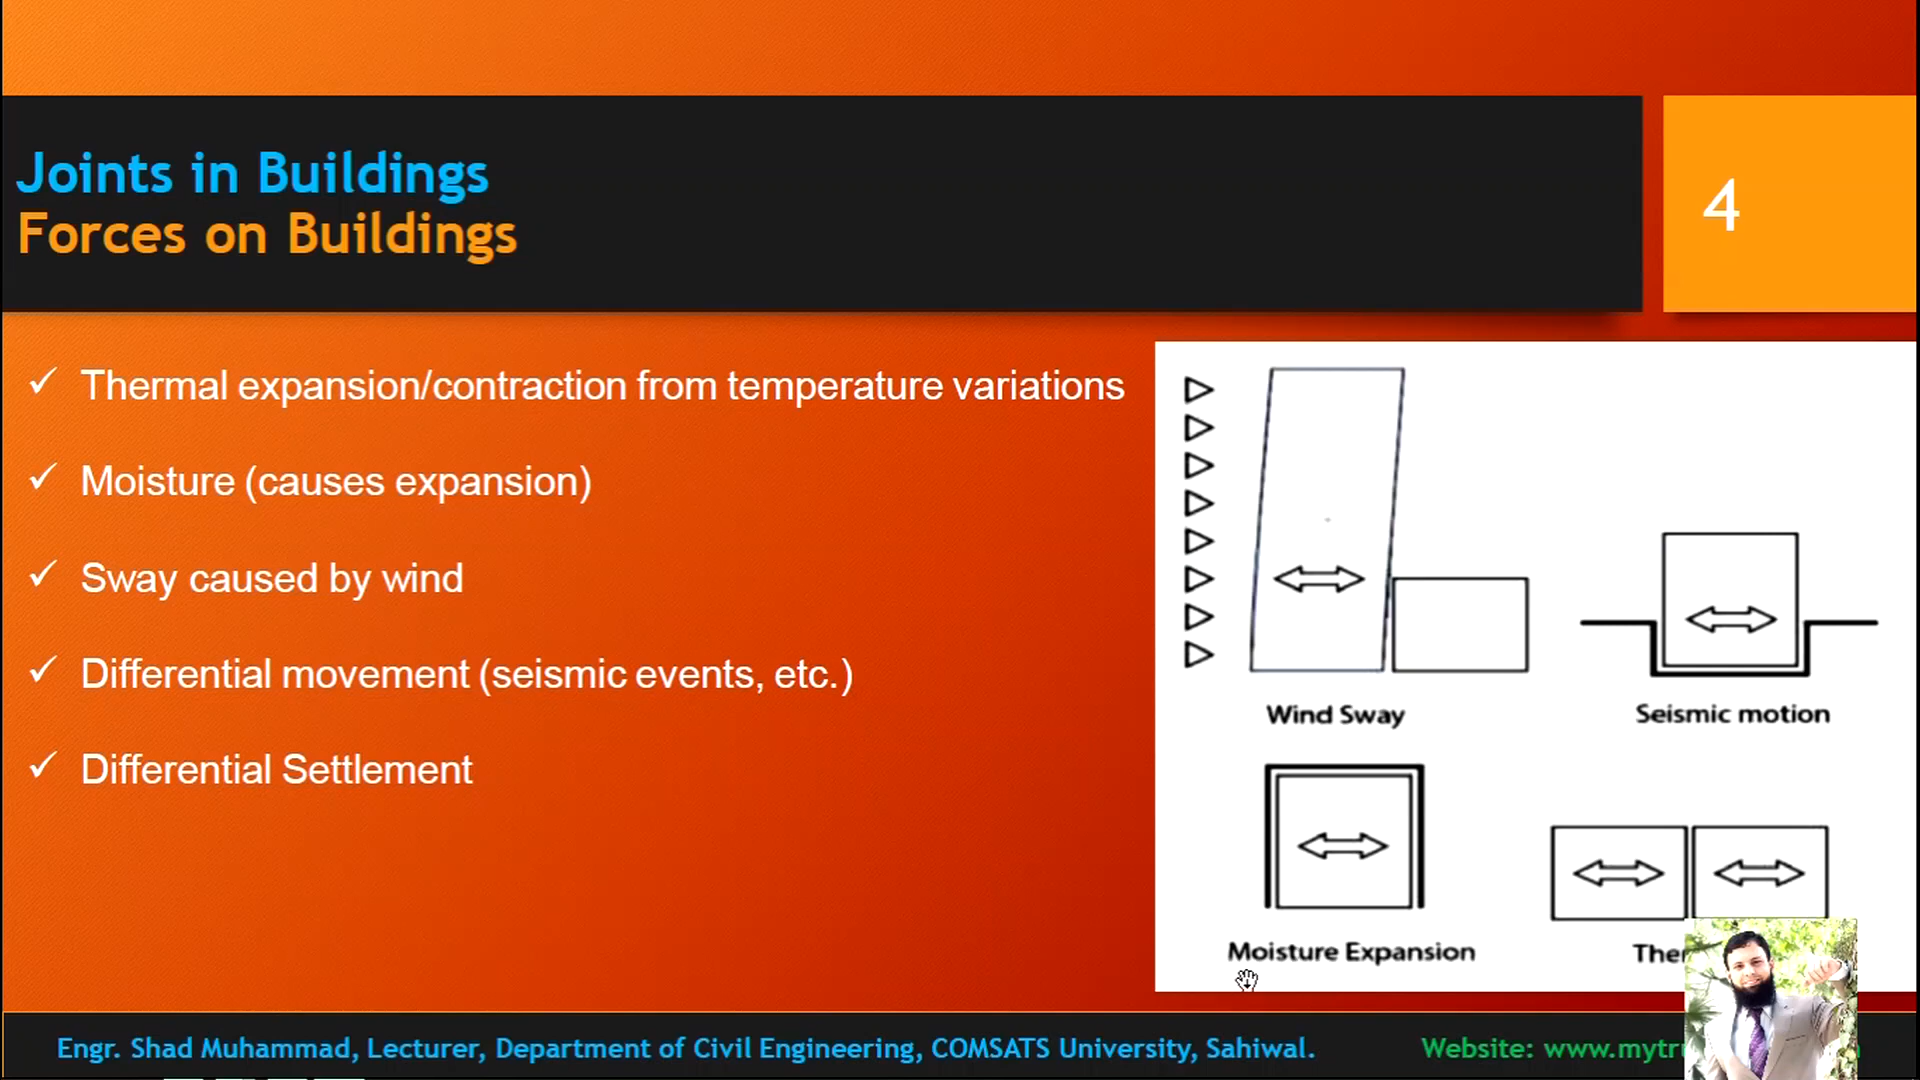 Joints in Buildings
Forces on Buildings
4
✓ Thermal expansion/contraction from temperature variations
✓ Moisture (causes expansion)
✓ Sway caused by wind
✓ Differential movement (seismic events, etc.)
✓ Differential Settlement
Wind Sway
Seismic motion
Moisture Expansion
Engr. Shad Muhammad, Lecturer, Department of Civil Engineering, COMSATS University, Sahiwal.
Website: